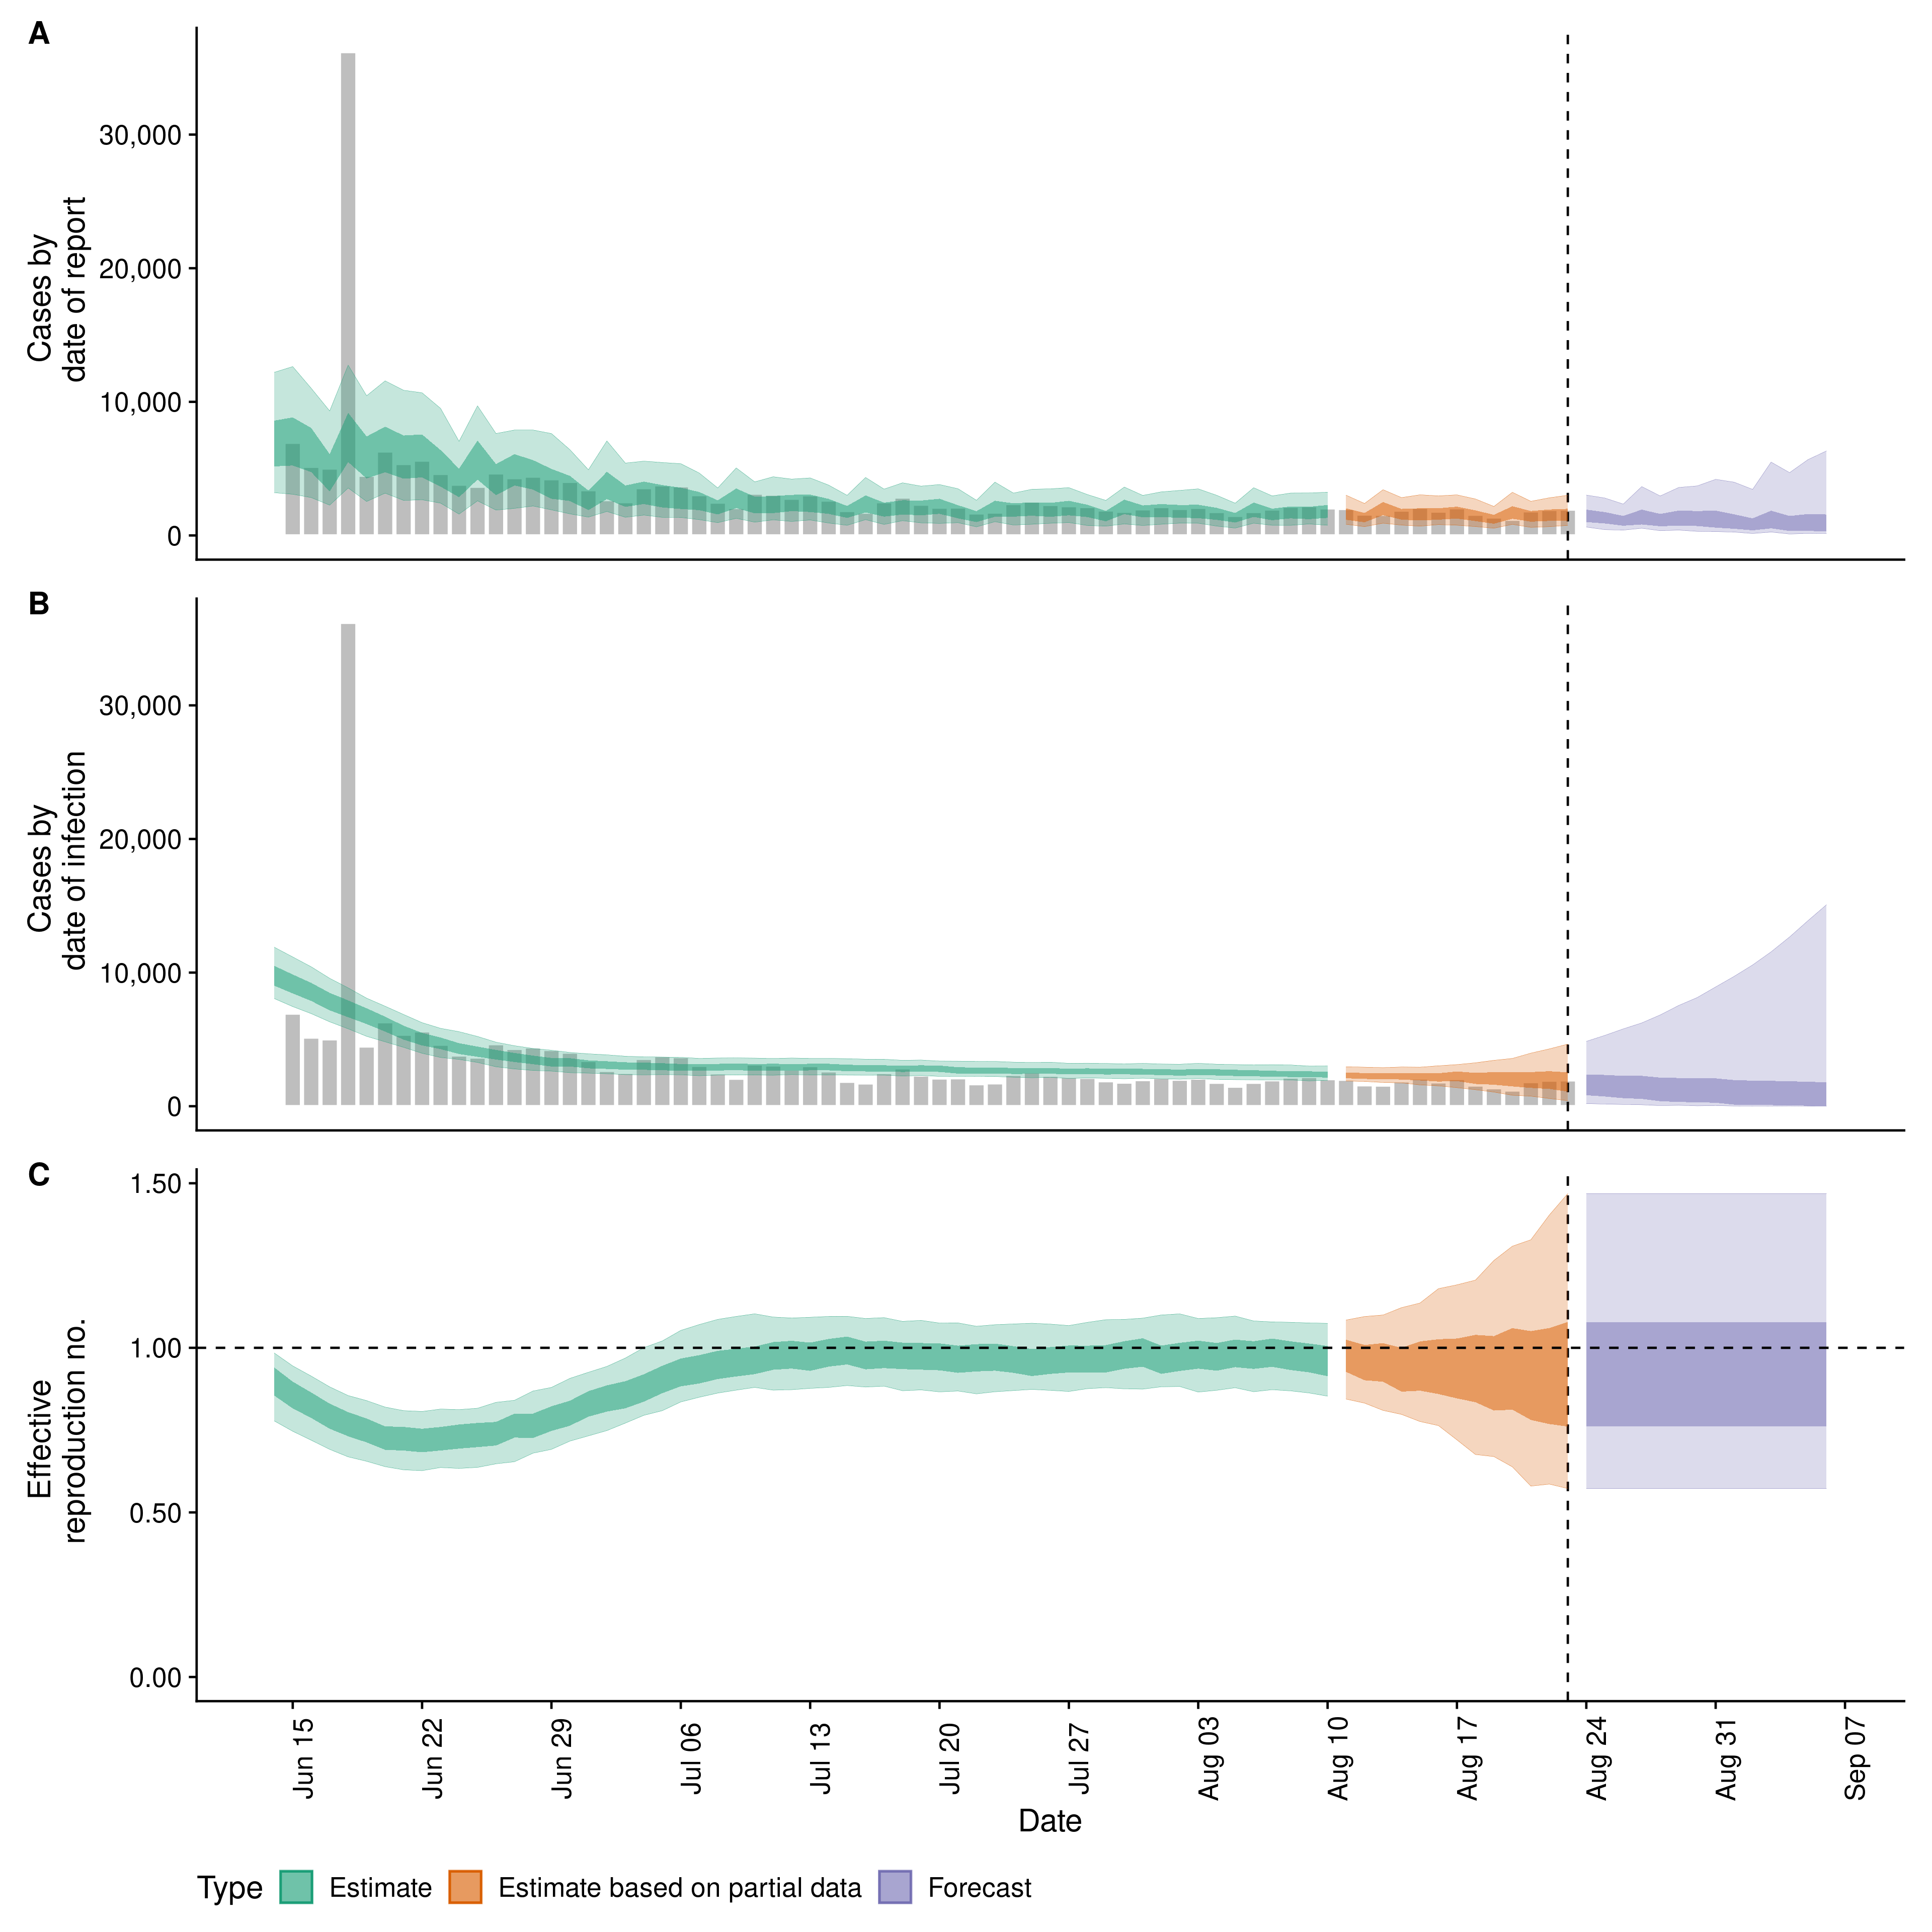 A
Cases by
date of report
30,000
20,000
10,000
0
B
Cases by
date of infection
30,000
20,000
10,000
0
C
Effective
reproduction no.
1.50
1.00
0.50
0.00
Jun 15
Jun 22
Jun 29
Jul 06
Jul 13
Jul 20
Jul 27
Aug 03
Aug 10
Aug 17
Aug 24
Aug 31
Sep 07
Date
Type Estimate Estimate based on partial data Forecast